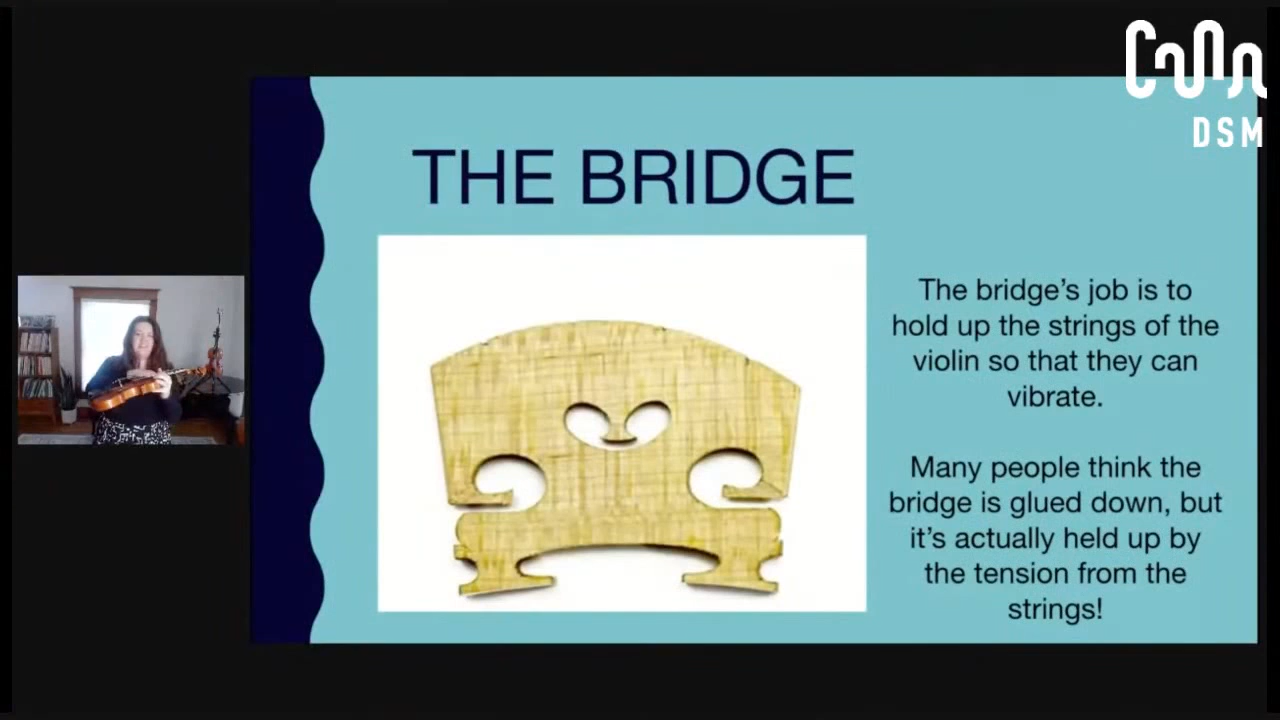 THE BRIDGE
The bridge's job is to
hold up the strings of the
violin so that they can
vibrate.
Many people think the
bridge is glued down, but
it's actually held up by
the tension from the
strings!
DSM